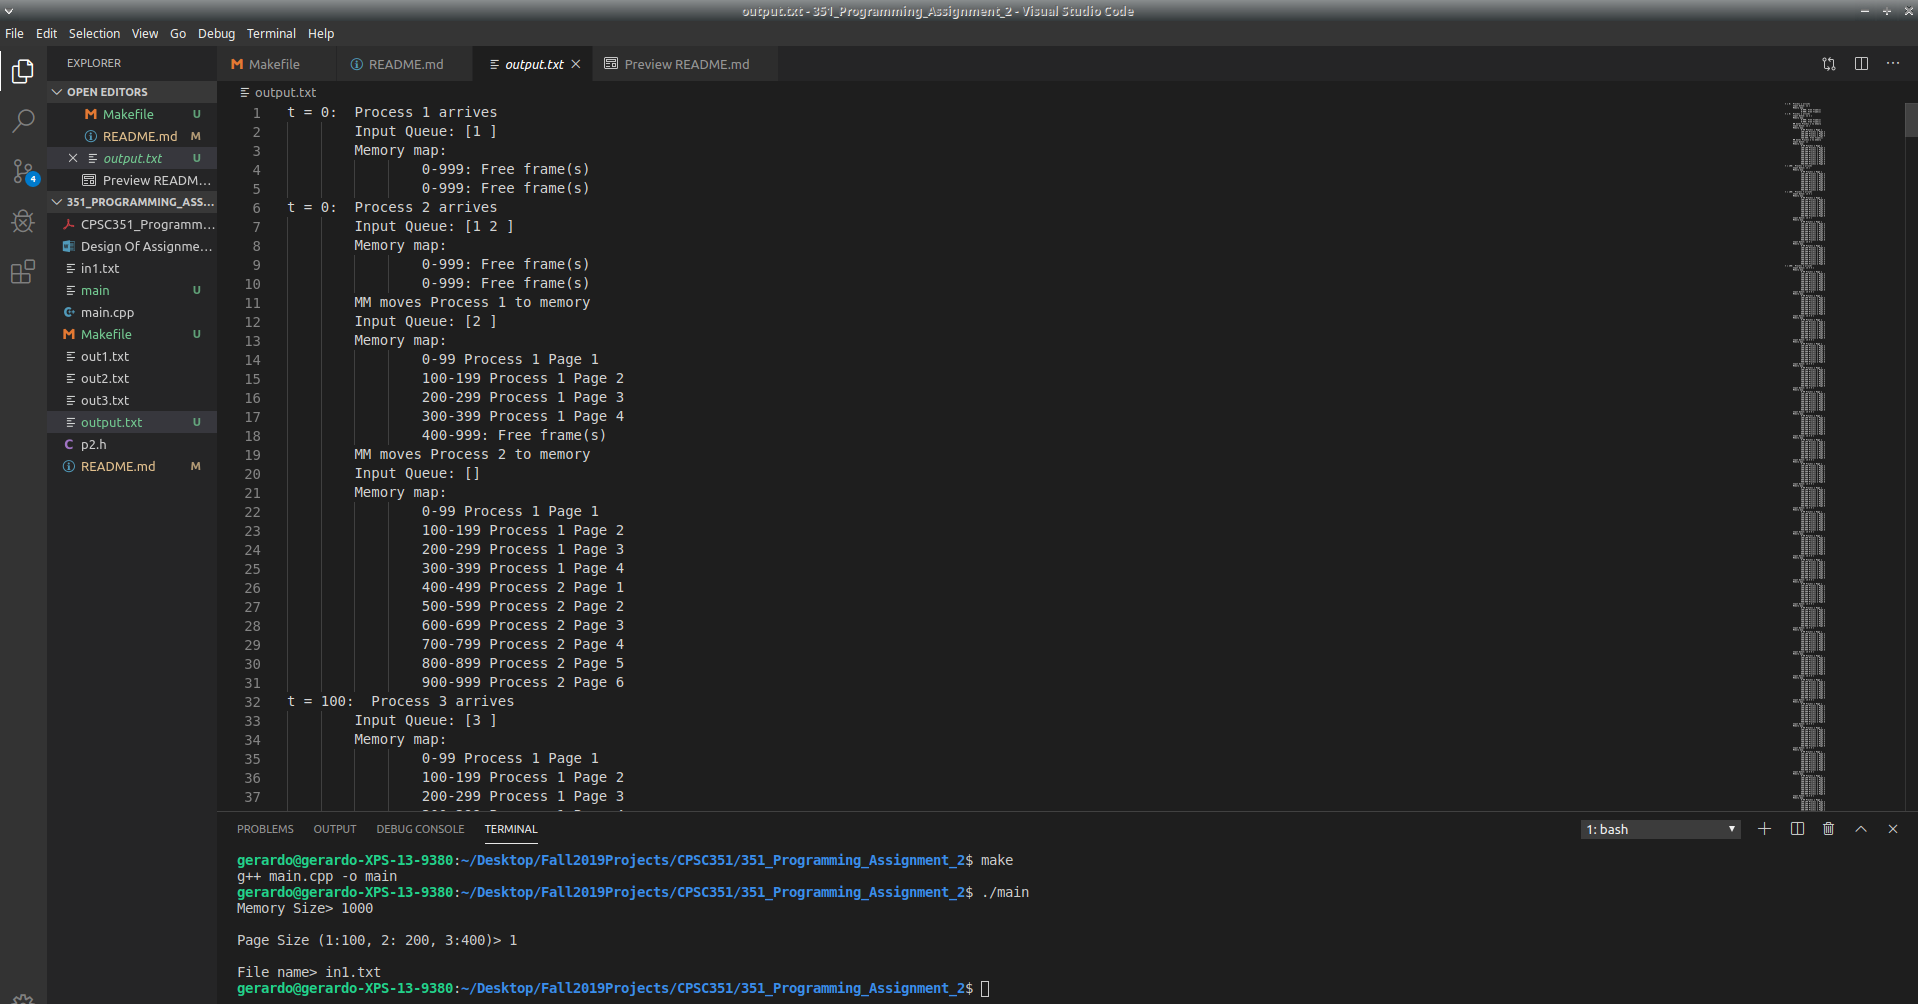 output.txt - 351_Programming_Assignment_2 - Visual Studio Code
File Edit Selection View Go Debug Terminal Help
EXPLORER
Makefile README.md output.txt Preview README.md
OPEN EDITORS
Makefile U
README.md M
output.txt U
Preview READM...
351_PROGRAMMING_ASS...
CPSC351_Programm...
Design Of Assignme...
in1.txt
main U
main.cpp
Makefile U
out1.txt
out2.txt
out3.txt
output.txt U
p2.h
README.md M
4
output.txt
1 t = 0:  Process 1 arrives
2 Input Queue: [1 ]
3 Memory map:
4 0-999: Free frame(s)
5 0-999: Free frame(s)
6 t = 0:  Process 2 arrives
7 Input Queue: [1 2 ]
8 Memory map:
9 0-999: Free frame(s)
10 0-999: Free frame(s)
11 MM moves Process 1 to memory
12 Input Queue: [2 ]
13 Memory map:
14 0-99 Process 1 Page 1
15 100-199 Process 1 Page 2
16 200-299 Process 1 Page 3
17 300-399 Process 1 Page 4
18 400-999: Free frame(s)
19 MM moves Process 2 to memory
20 Input Queue: []
21 Memory map:
22 0-99 Process 1 Page 1
23 100-199 Process 1 Page 2
24 200-299 Process 1 Page 3
25 300-399 Process 1 Page 4
26 400-499 Process 2 Page 1
27 500-599 Process 2 Page 2
28 600-699 Process 2 Page 3
29 700-799 Process 2 Page 4
30 800-899 Process 2 Page 5
31 900-999 Process 2 Page 6
32 t = 100:  Process 3 arrives
33 Input Queue: [3 ]
34 Memory map:
35 0-99 Process 1 Page 1
36 100-199 Process 1 Page 2
37 200-299 Process 1 Page 3
PROBLEMS OUTPUT DEBUG CONSOLE TERMINAL 1: bash
gerardo@gerardo-XPS-13-9380:~/Desktop/Fall2019Projects/CPSC351/351_Programming_Assignment_2$ make
g++ main.cpp -o main
gerardo@gerardo-XPS-13-9380:~/Desktop/Fall2019Projects/CPSC351/351_Programming_Assignment_2$ ./main
Memory Size> 1000
Page Size (1:100, 2: 200, 3:400)> 1
File name> in1.txt
gerardo@gerardo-XPS-13-9380:~/Desktop/Fall2019Projects/CPSC351/351_Programming_Assignment_2$